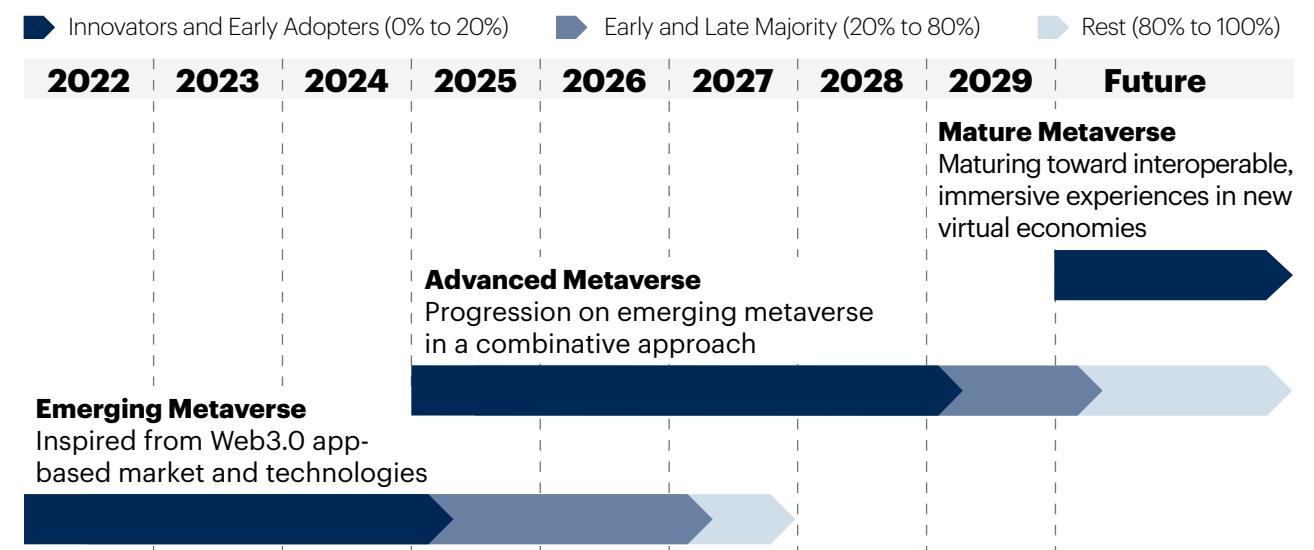 Innovators and Early Adopters (0% to 20%)
Early and Late Majority (20% to 80%)
Rest (80% to 100%)
2022
2023
2024
2025
2026
2027
2028
2029
Future
Mature Metaverse
Maturing toward interoperable,
immersive experiences in new
virtual economies
Advanced Metaverse
Progression on emerging metaverse
in a combinative approach
Emerging Metaverse
Inspired from Web3.0 app-
based market and technologies